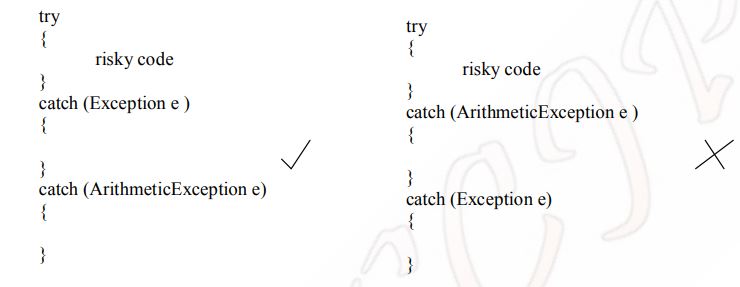 try
{
risky code
}
catch (Exception e )
{
}
catch (ArithmeticException e)
{
}
try
{
risky code
}
catch (ArithmeticException e )
{
}
catch (Exception e)
{
}